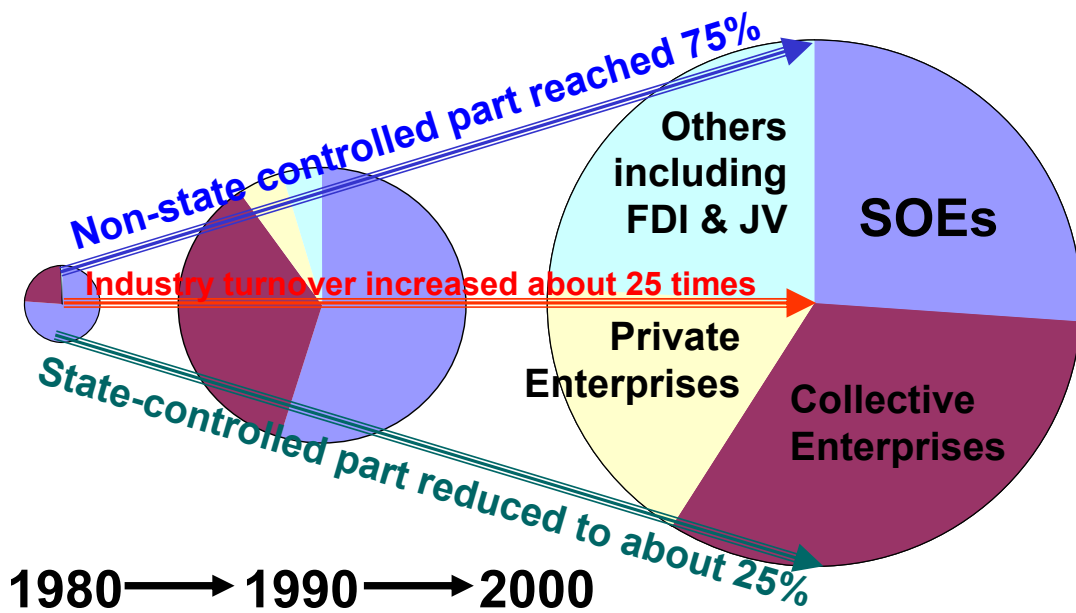 Non-state controlled part reached 75%
Others
including
FDI & JV
SOEs
Industry turnover increased about 25 times
Private
Enterprises
Collective
Enterprises
State-controlled part reduced to about 25%
1980 1990 2000